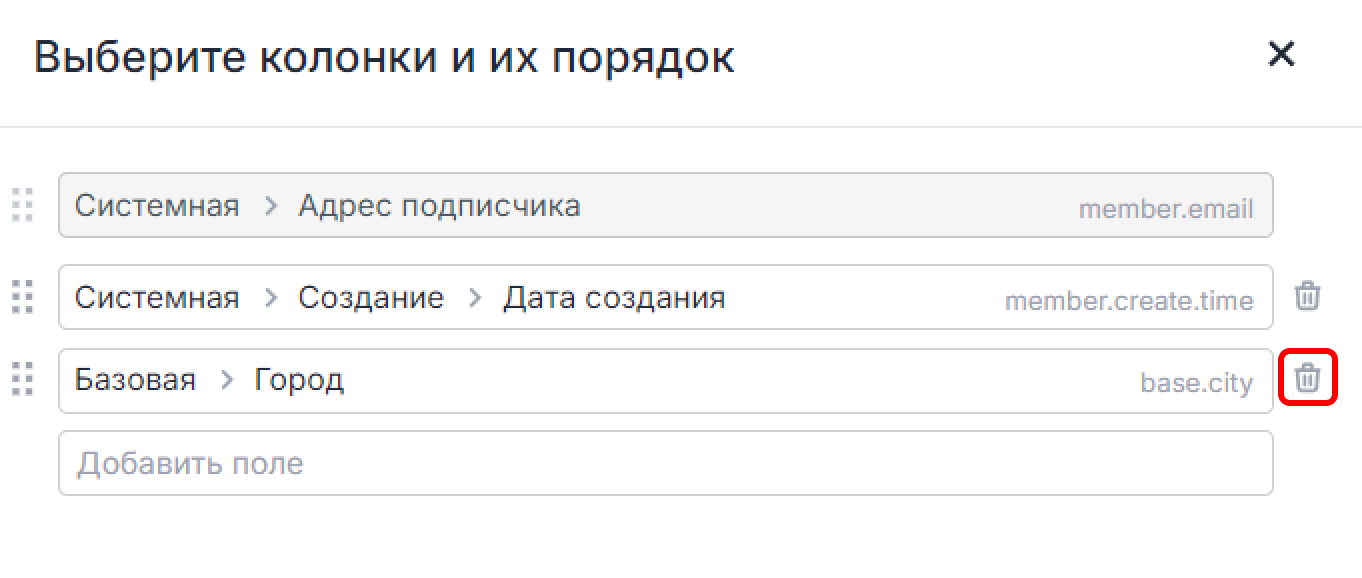 Выберите колонки и их порядок
Системная > Адрес подписчика member.email
Системная > Создание > Дата создания member.create.time
Базовая > Город base.city
Добавить поле